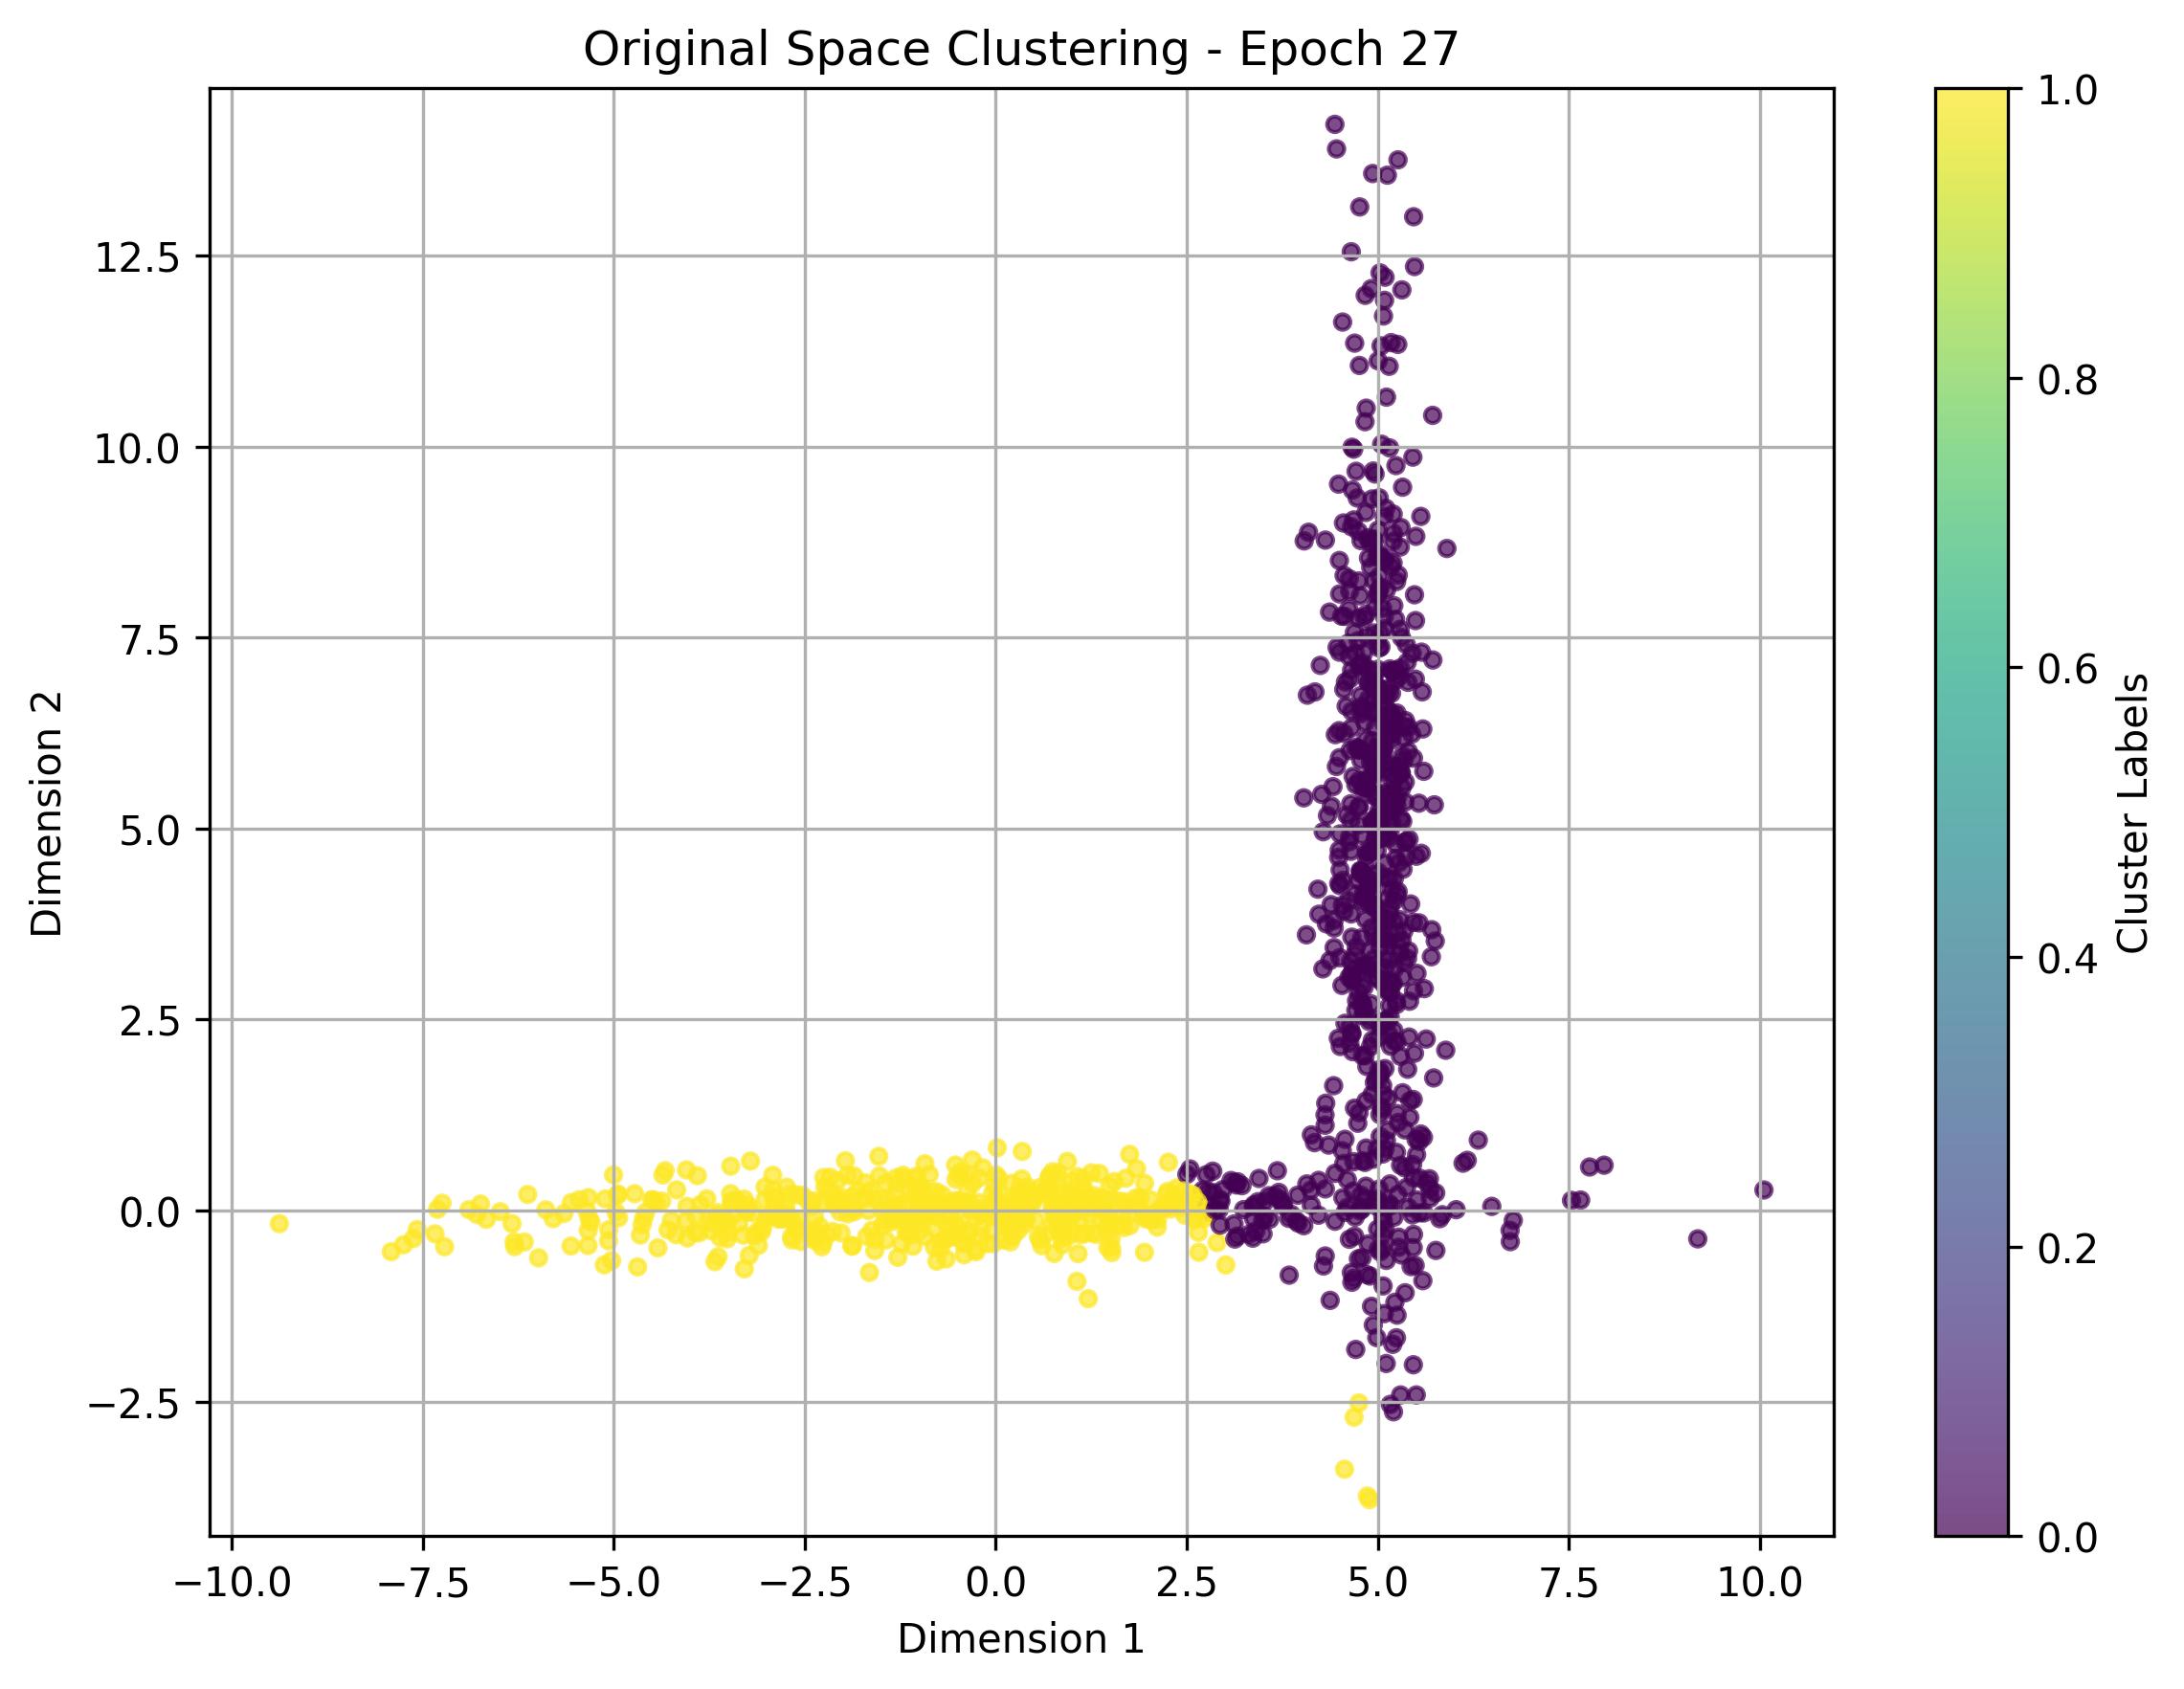 Original Space Clustering - Epoch 27
Dimension 2
12.5
10.0
7.5
5.0
2.5
0.0
−2.5
−10.0 −7.5 −5.0 −2.5 0.0 2.5 5.0 7.5 10.0
Dimension 1
1.0
0.8
0.6
0.4
0.2
0.0
Cluster Labels